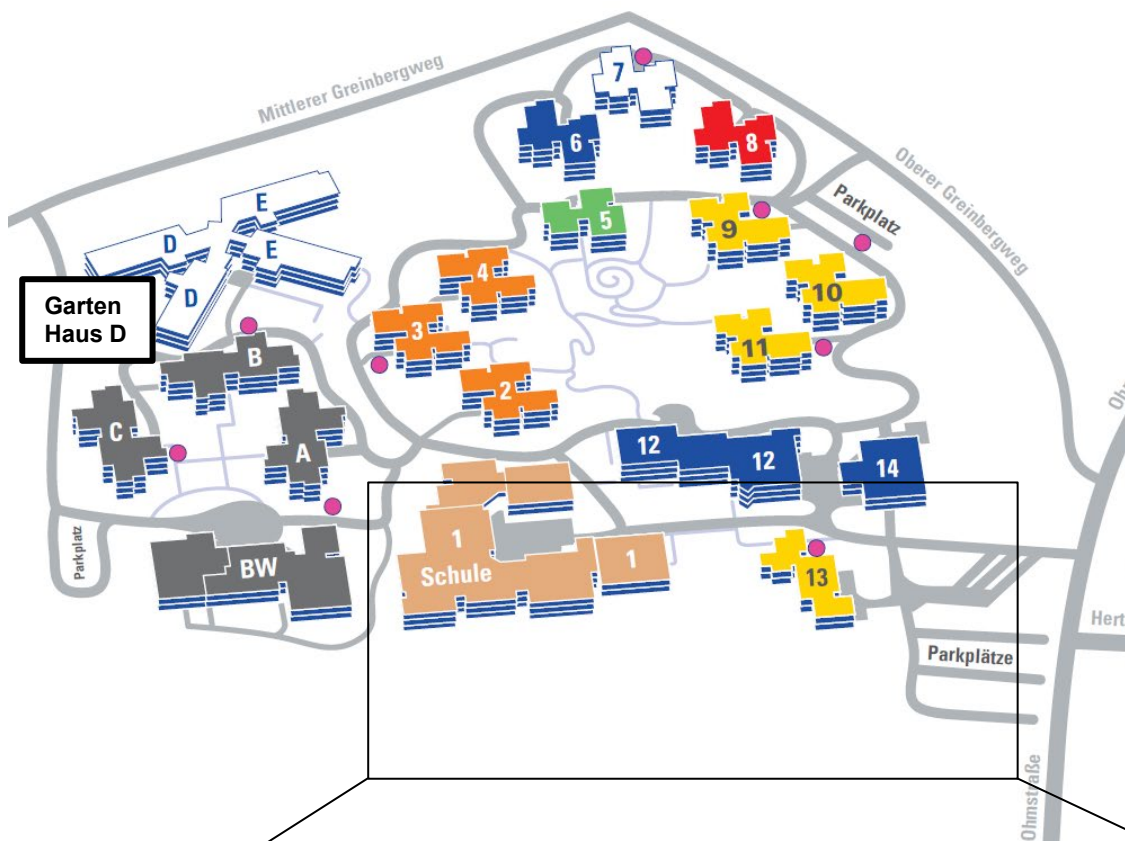 Mittlerer Greinbergweg
7
6
8
Oberer Greinbergweg
E
5
9
Parkplatz
D
E
4
D
10
Garten
Haus D
3
11
B
2
C
A
12
12
14
Parkplatz
BW
1
Schule
1
13
Parkplätze
Hert
Ohmstraße